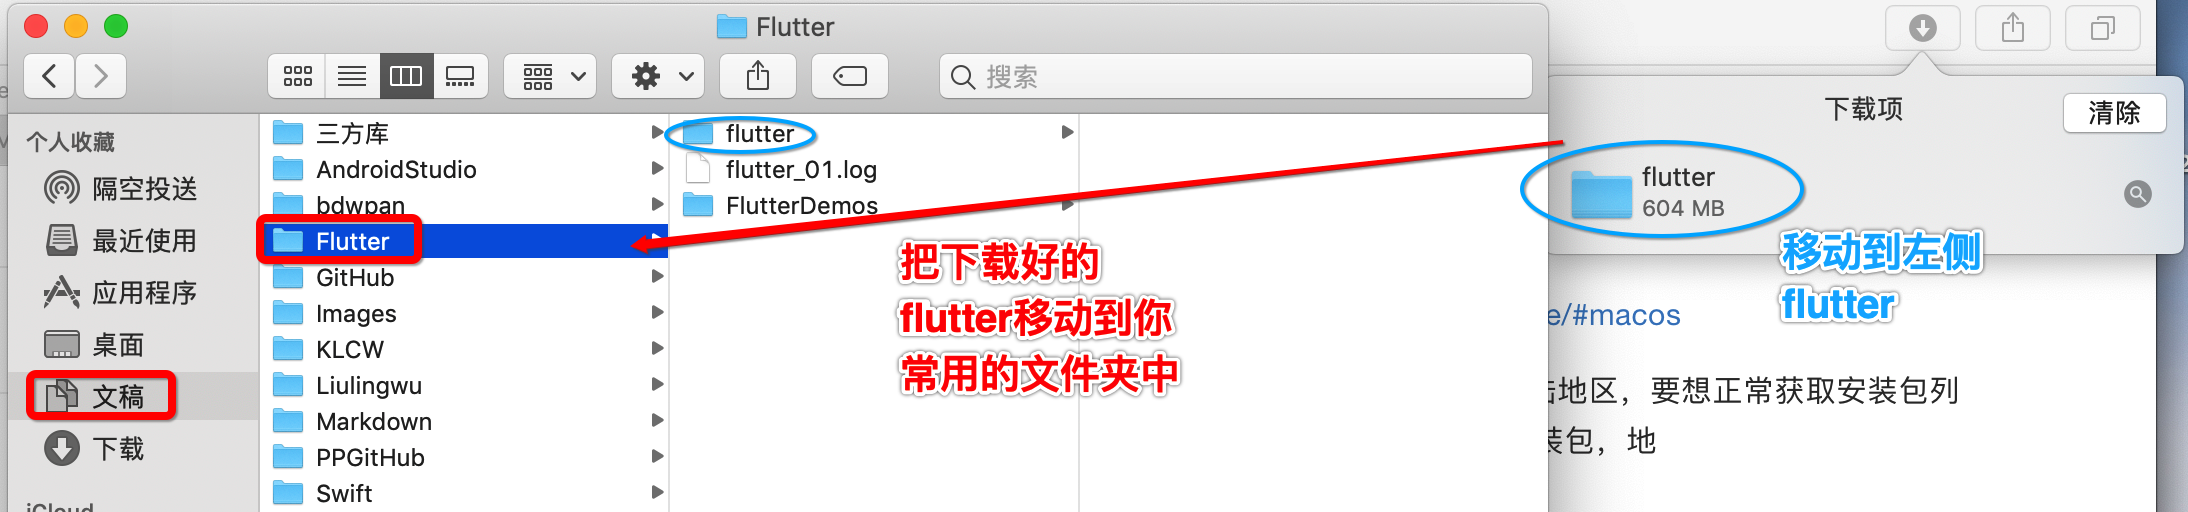 Flutter
搜索
个人收藏
隔空投送
最近使用
应用程序
桌面
文稿
下载
iCloud
三方库
AndroidStudio
bdwpan
Flutter
GitHub
Images
KLCW
Liulingwu
Markdown
PPGitHub
Swift
flutter
flutter_01.log
FlutterDemos
把下载好的
flutter移动到你
常用的文件夹中
下载项
清除
flutter
604 MB
移动到左侧
flutter
e/#macos
地区，要想正常获取安装包列
装包，地